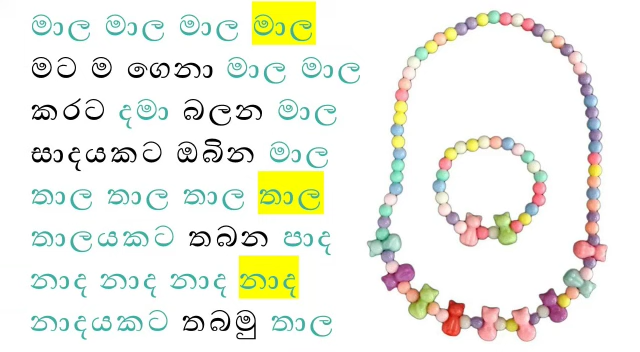 මාල මාල මාල මාල
මට ම ගෙනා මාල මාල
කරට දමා බලන මාල
සාදයකට ඔබින මාල
තාල තාල තාල තාල
තාලයකට තබන පාද
නාද නාද නාද නාද
නාදයකට තබමු තාල